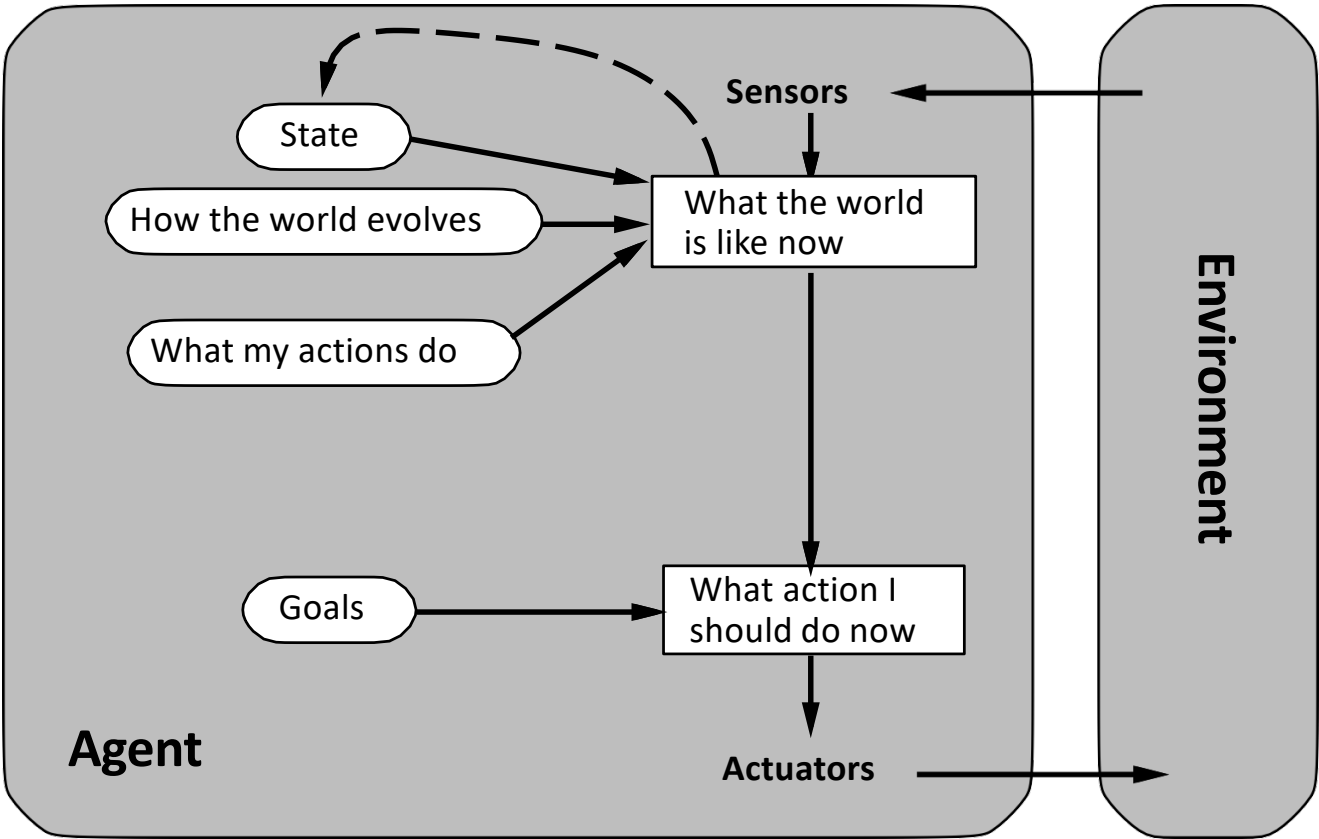 Sensors
State
What the world
is like now
How the world evolves
What my actions do
Environment
Goals
What action I
should do now
Agent
Actuators